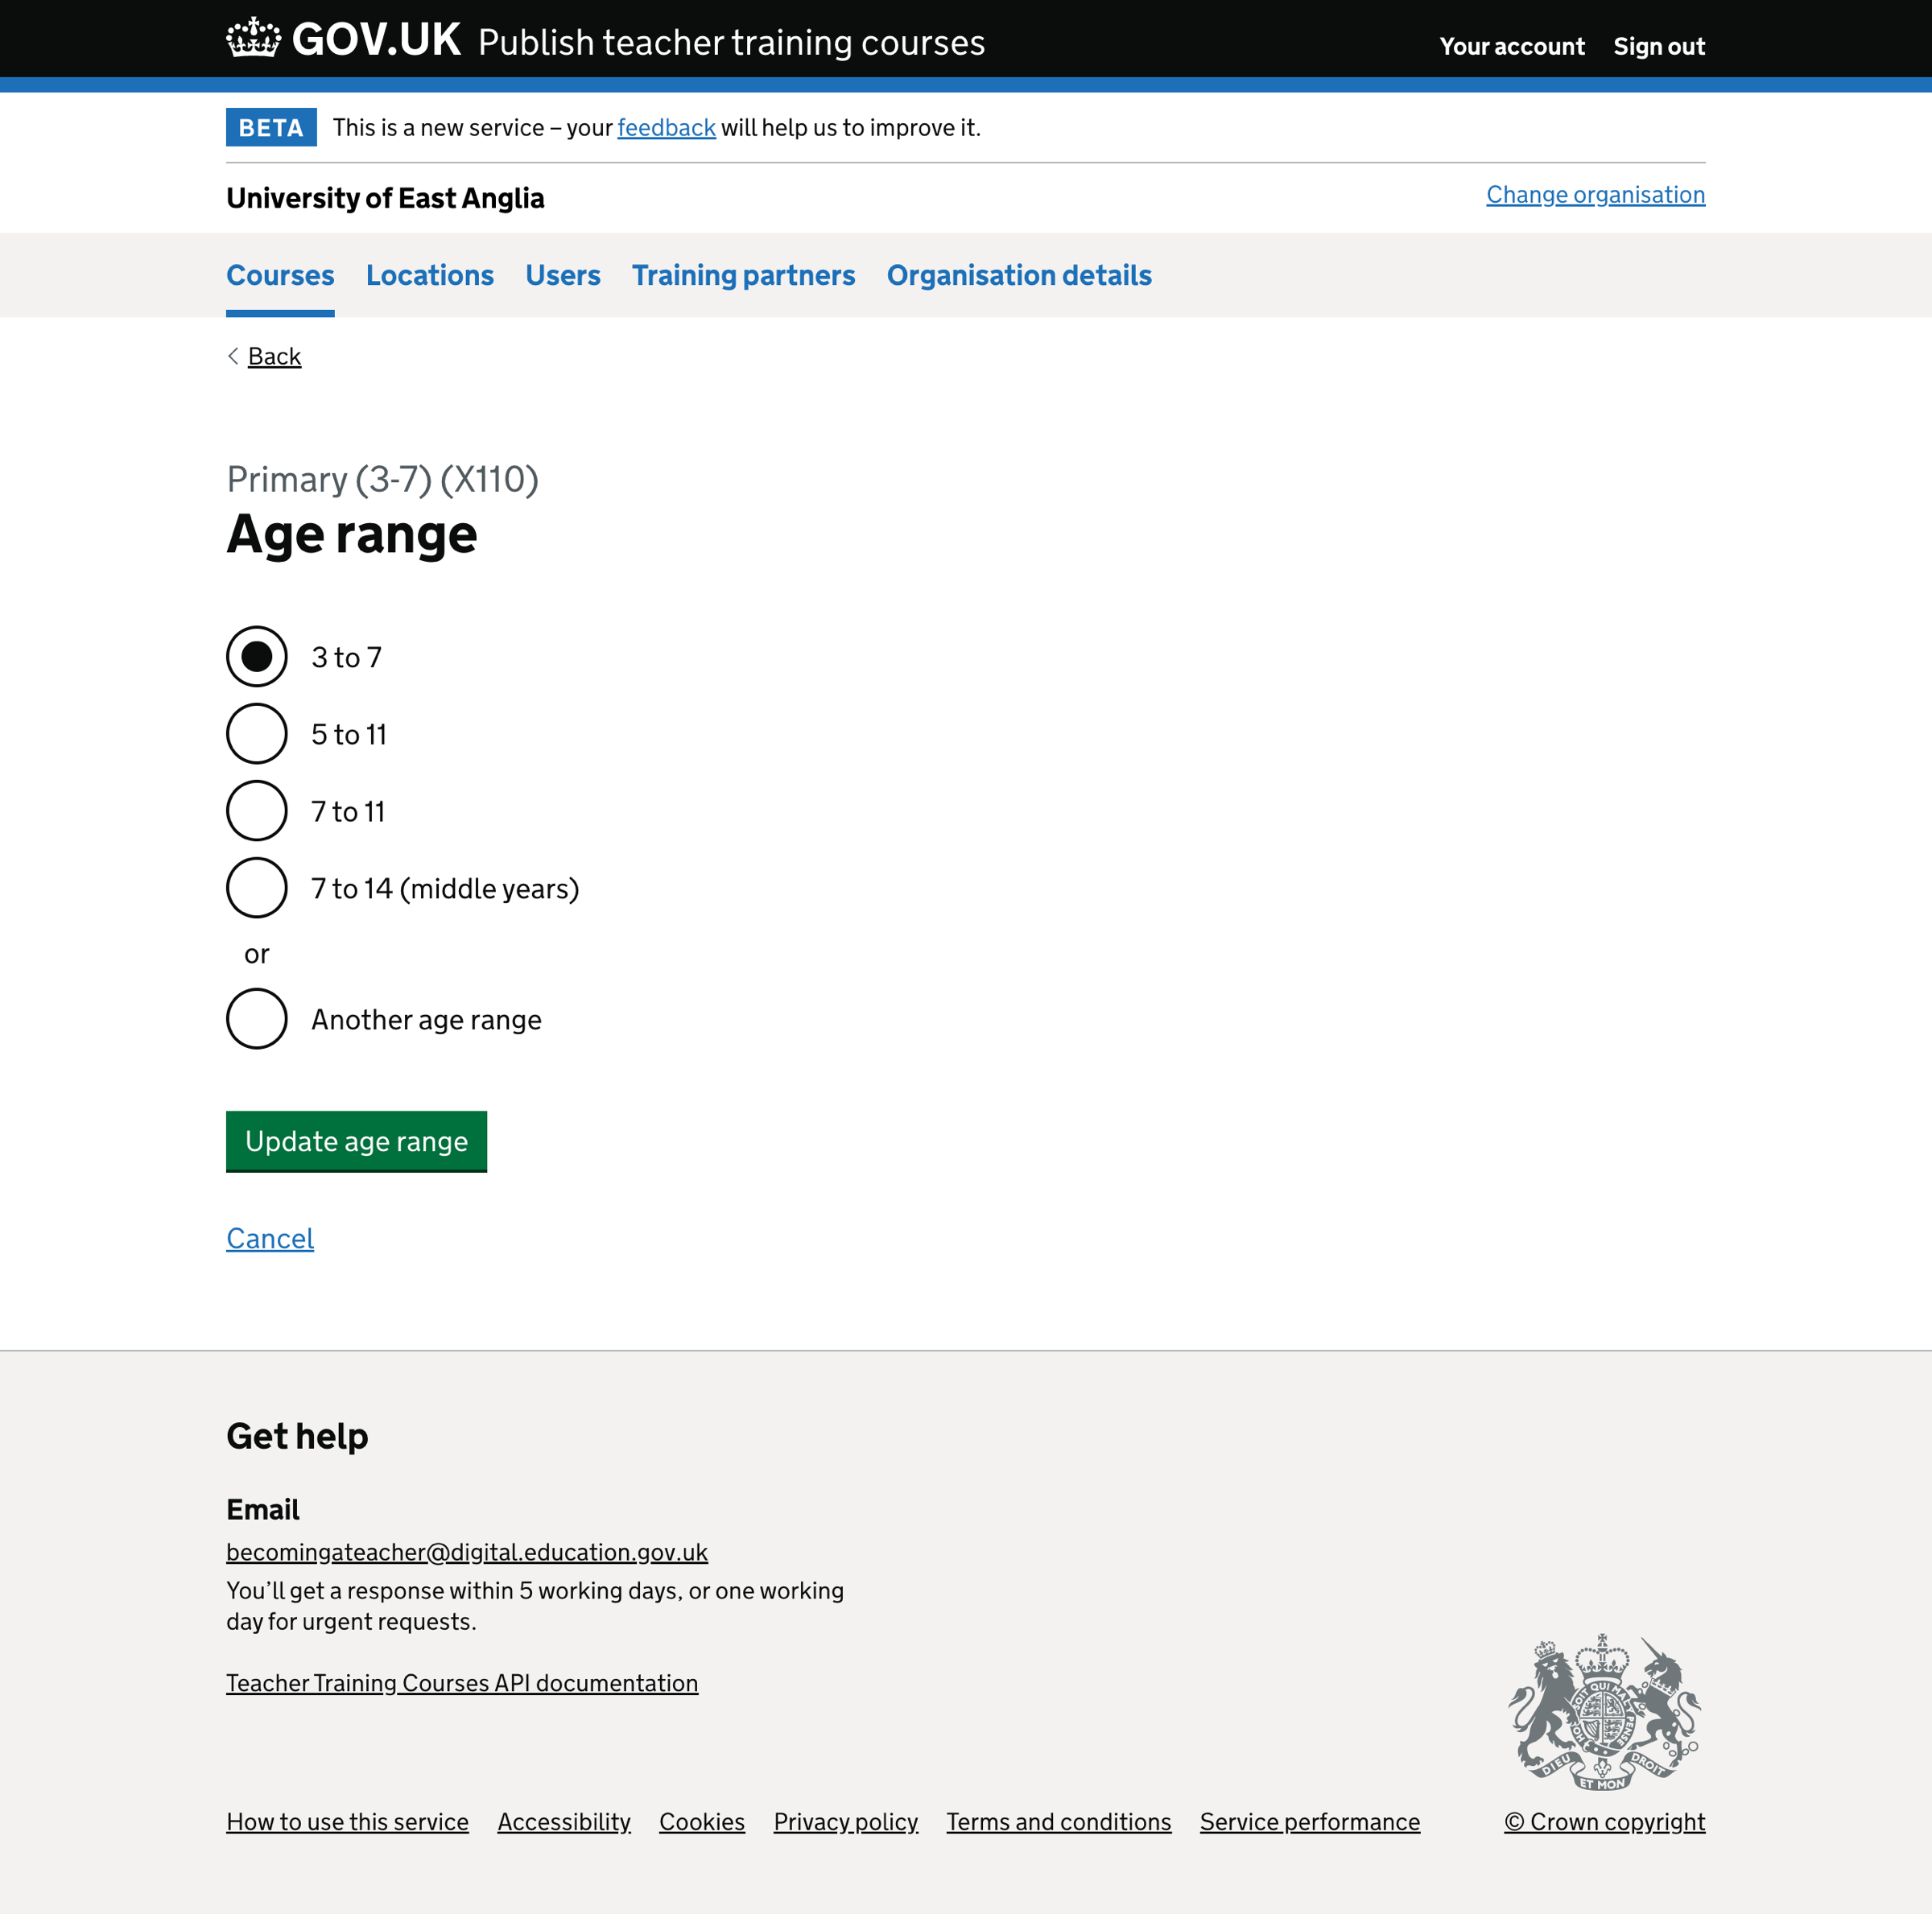 GOV.UK Publish teacher training courses
Your account Sign out
BETA This is a new service – your feedback will help us to improve it.
University of East Anglia
Change organisation
Courses Locations Users Training partners Organisation details
Back
Primary (3-7) (X110)
Age range
3 to 7
5 to 11
7 to 11
7 to 14 (middle years)
or
Another age range
Update age range
Cancel
Get help
Email
becomingateacher@digital.education.gov.uk
You’ll get a response within 5 working days, or one working
day for urgent requests.
Teacher Training Courses API documentation
SOIT QUI MAL Y PENSE
DIEU ET MON DROIT
How to use this service Accessibility Cookies Privacy policy Terms and conditions Service performance
© Crown copyright